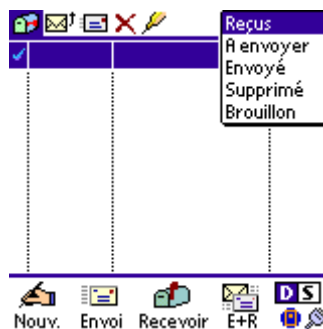 Reçus
A envoyer
Envoyé
Supprimé
Brouillon
D S
Nouv. Envoi Recevoir E+R